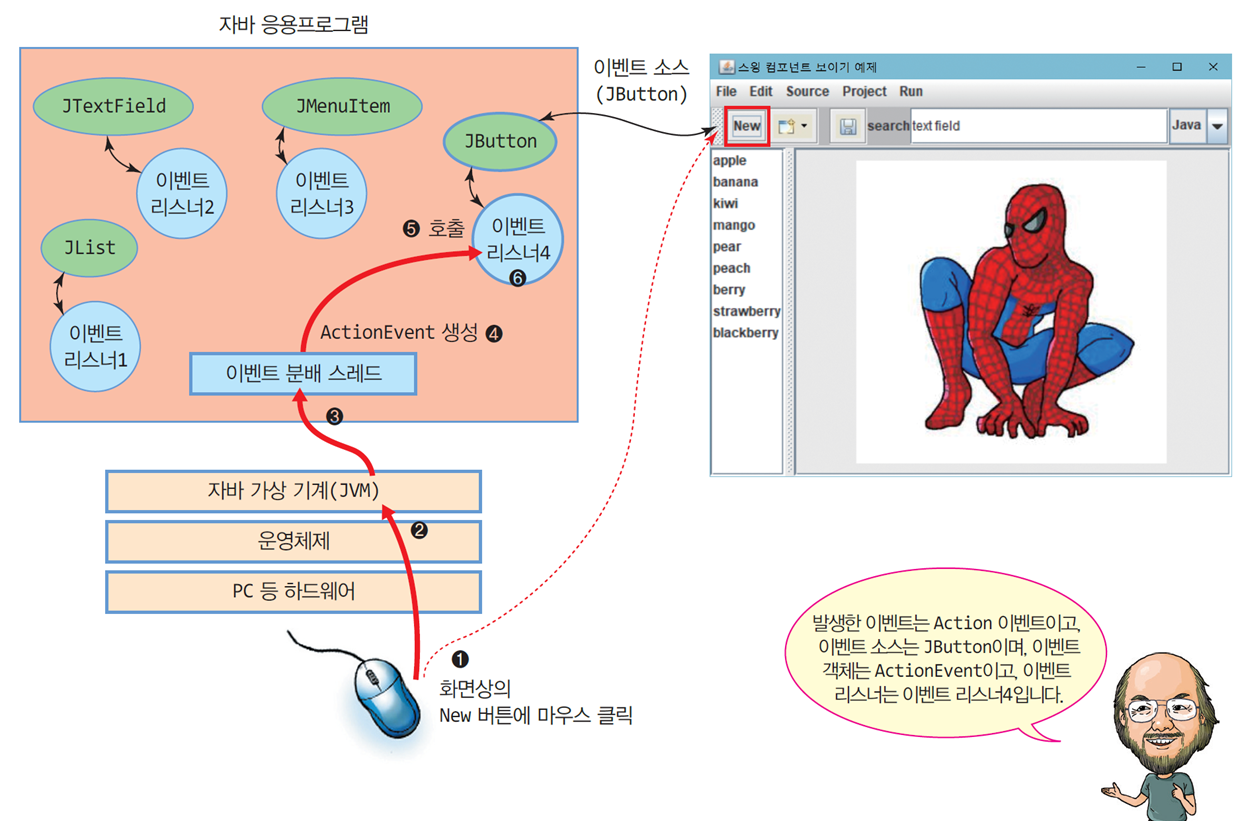 자바 응용프로그램
JTextField
이벤트
리스너2
JMenuItem
이벤트
리스너3
JButton
이벤트
리스너4
❻
❺ 호출
JList
이벤트
리스너1
ActionEvent 생성 ❹
이벤트 분배 스레드
❸
자바 가상 기계(JVM)
❷
운영체제
PC 등 하드웨어
❶
화면상의
New 버튼에 마우스 클릭
이벤트 소스
(JButton)
스윙 컴포넌트 보이기 예제
File Edit Source Project Run
New search text field Java
apple
banana
kiwi
mango
pear
peach
berry
strawberry
blackberry
발생한 이벤트는 Action 이벤트이고,
이벤트 소스는 JButton이며, 이벤트
객체는 ActionEvent이고, 이벤트
리스너는 이벤트 리스너4입니다.